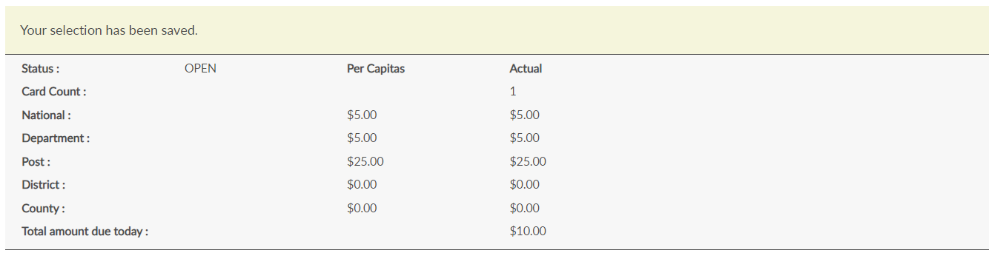 Your selection has been saved.
Status : OPEN Per Capitas Actual
Card Count : 1
National : $5.00 $5.00
Department : $5.00 $5.00
Post : $25.00 $25.00
District : $0.00 $0.00
County : $0.00 $0.00
Total amount due today : $10.00